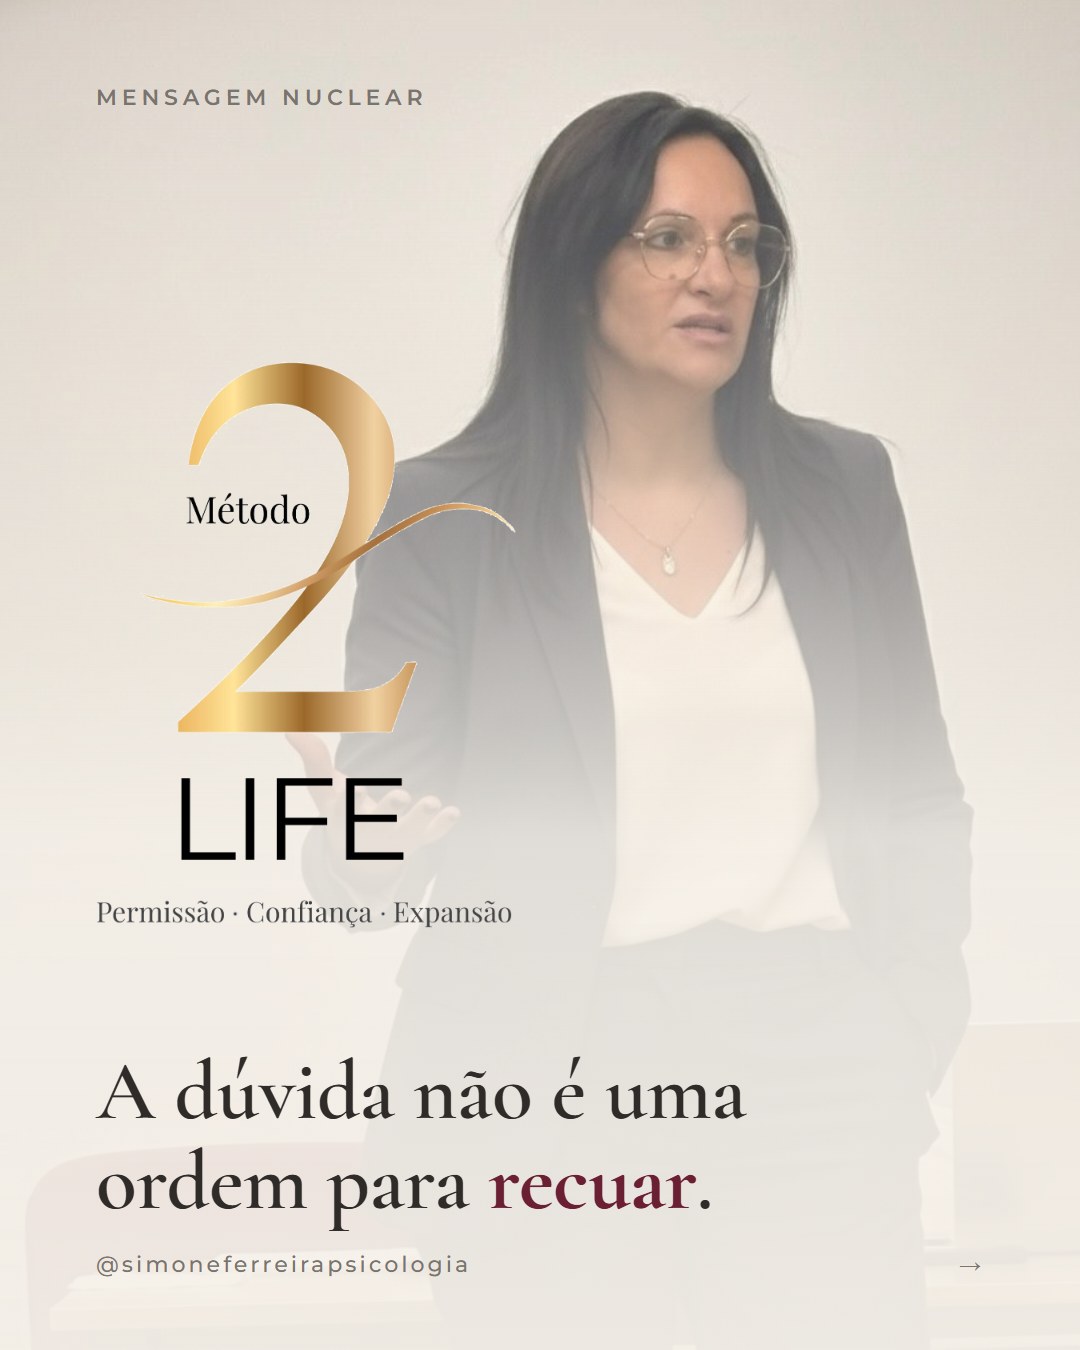 MENSAGEM NUCLEAR
Método
2
LIFE
Permissão · Confiança · Expansão
A dúvida não é uma
ordem para recuar.
@simoneferreirapsicologia
→